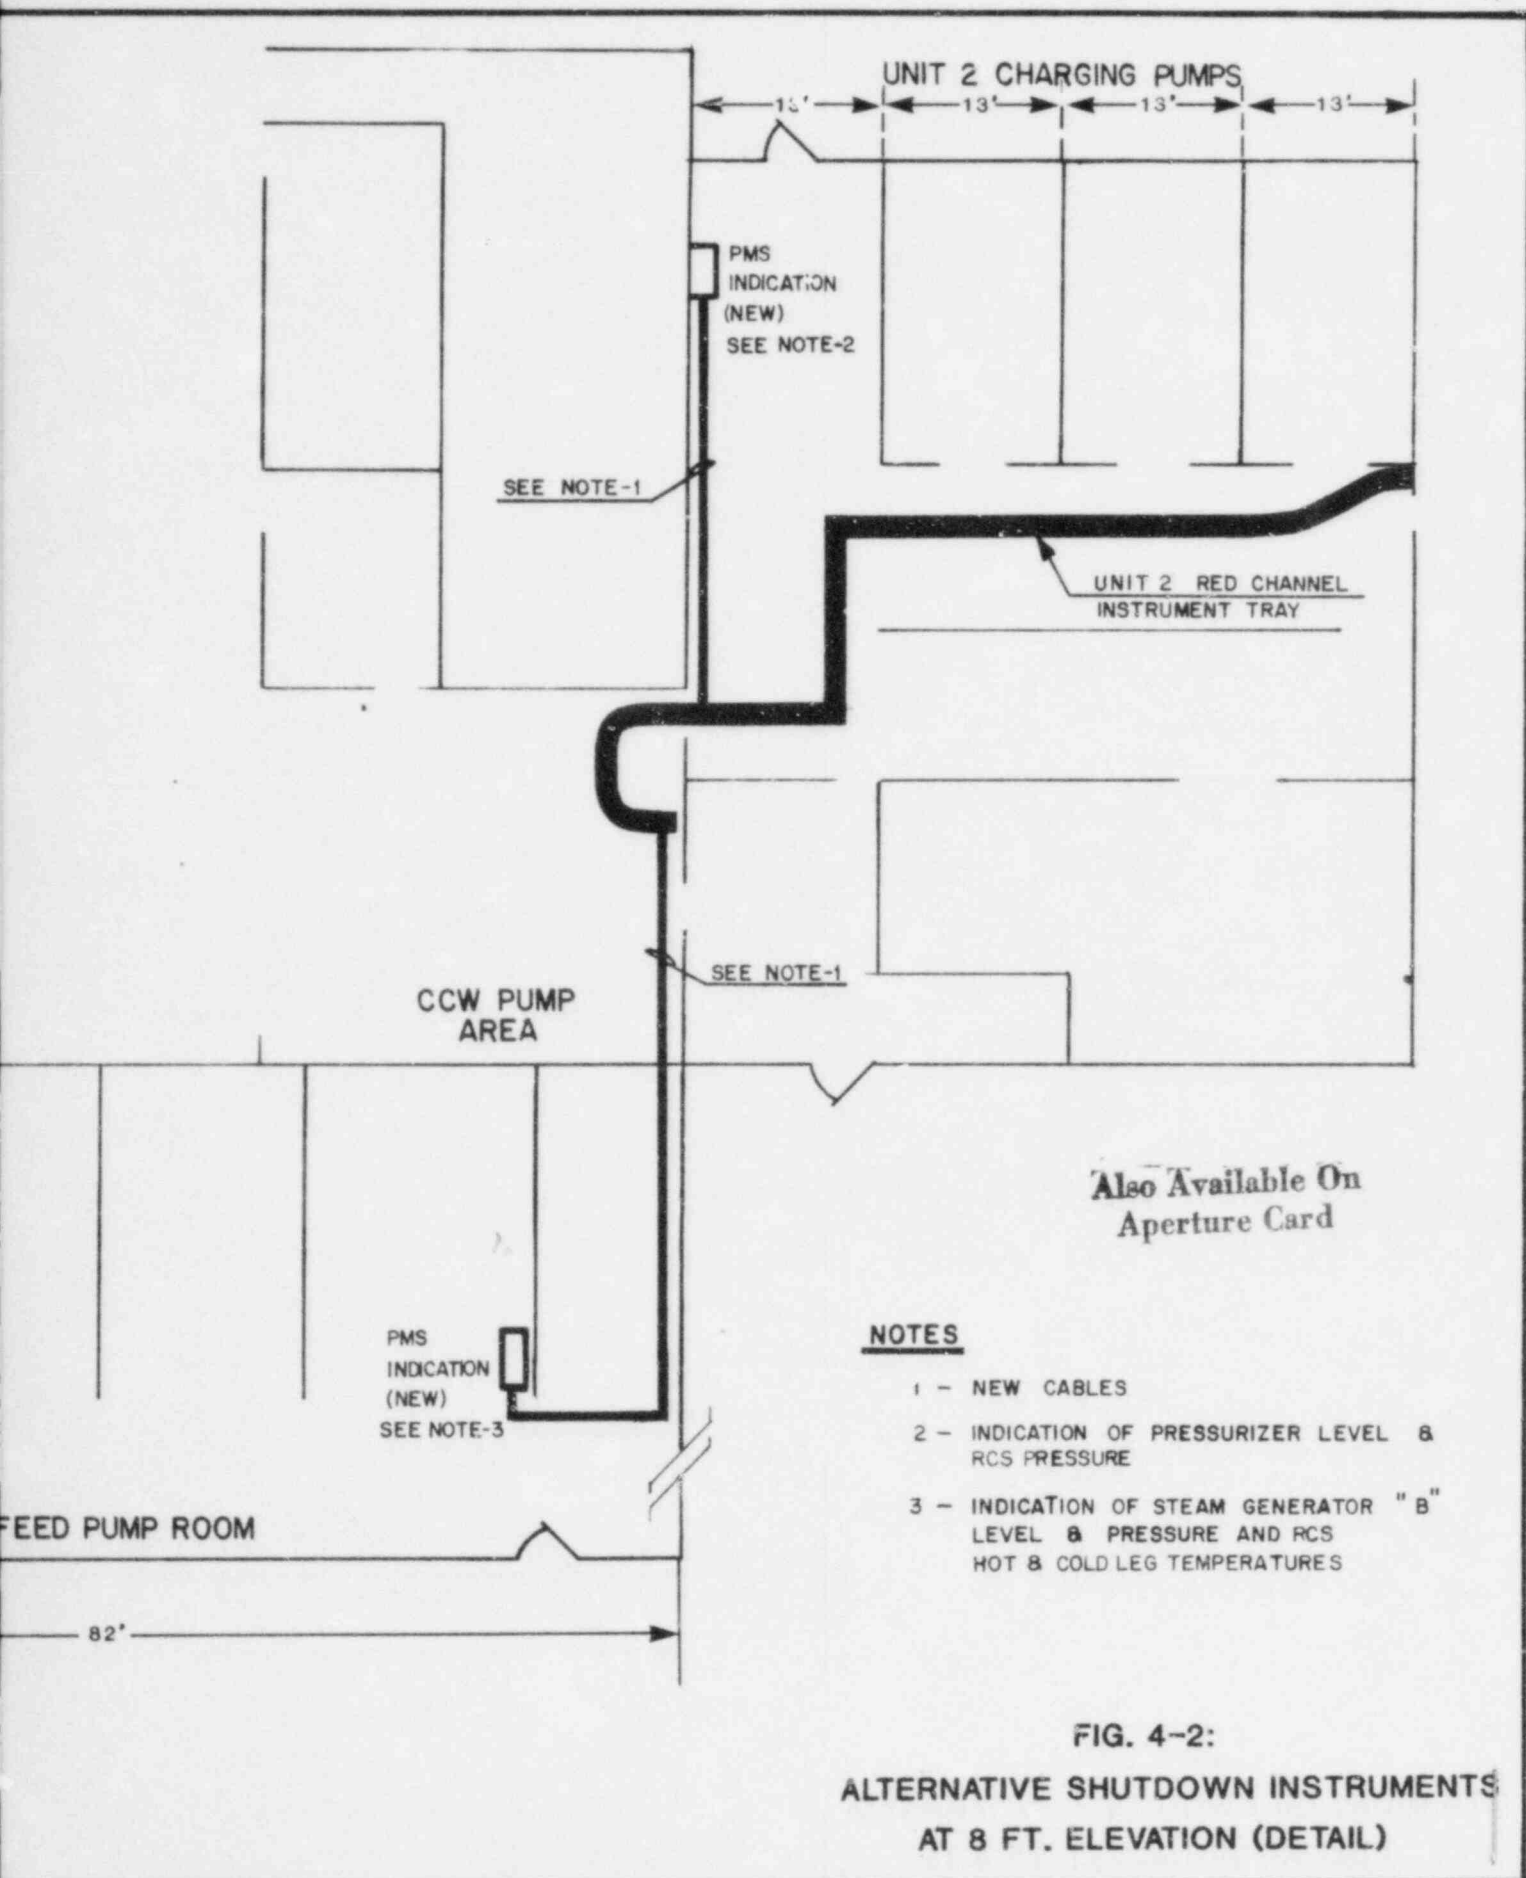 UNIT 2 CHARGING PUMPS
13' 13' 13'
PMS
INDICATION
(NEW)
SEE NOTE-2
SEE NOTE-1
UNIT 2 RED CHANNEL
INSTRUMENT TRAY
SEE NOTE-1
CCW PUMP
AREA
Also Available On
Aperture Card
PMS
INDICATION
(NEW)
SEE NOTE-3
NOTES
1 - NEW CABLES
2 - INDICATION OF PRESSURIZER LEVEL &
RCS PRESSURE
3 - INDICATION OF STEAM GENERATOR "B"
LEVEL & PRESSURE AND RCS
HOT & COLD LEG TEMPERATURES
FEED PUMP ROOM
82'
FIG. 4-2:
ALTERNATIVE SHUTDOWN INSTRUMENTS
AT 8 FT. ELEVATION (DETAIL)